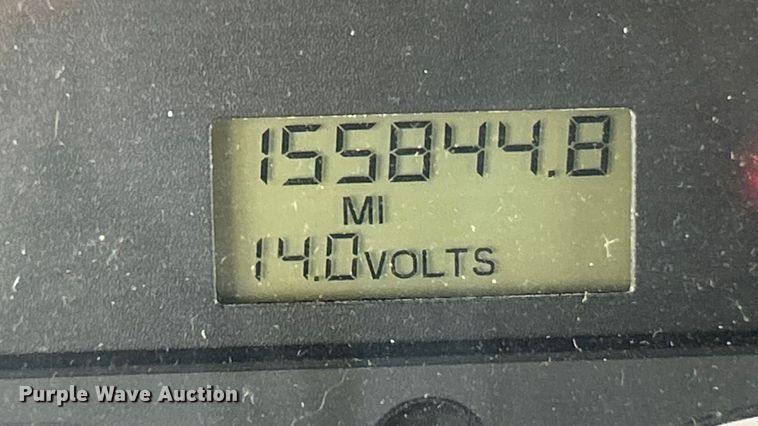 155844.8
MI
14.0 VOLTS
Purple Wave Auction®